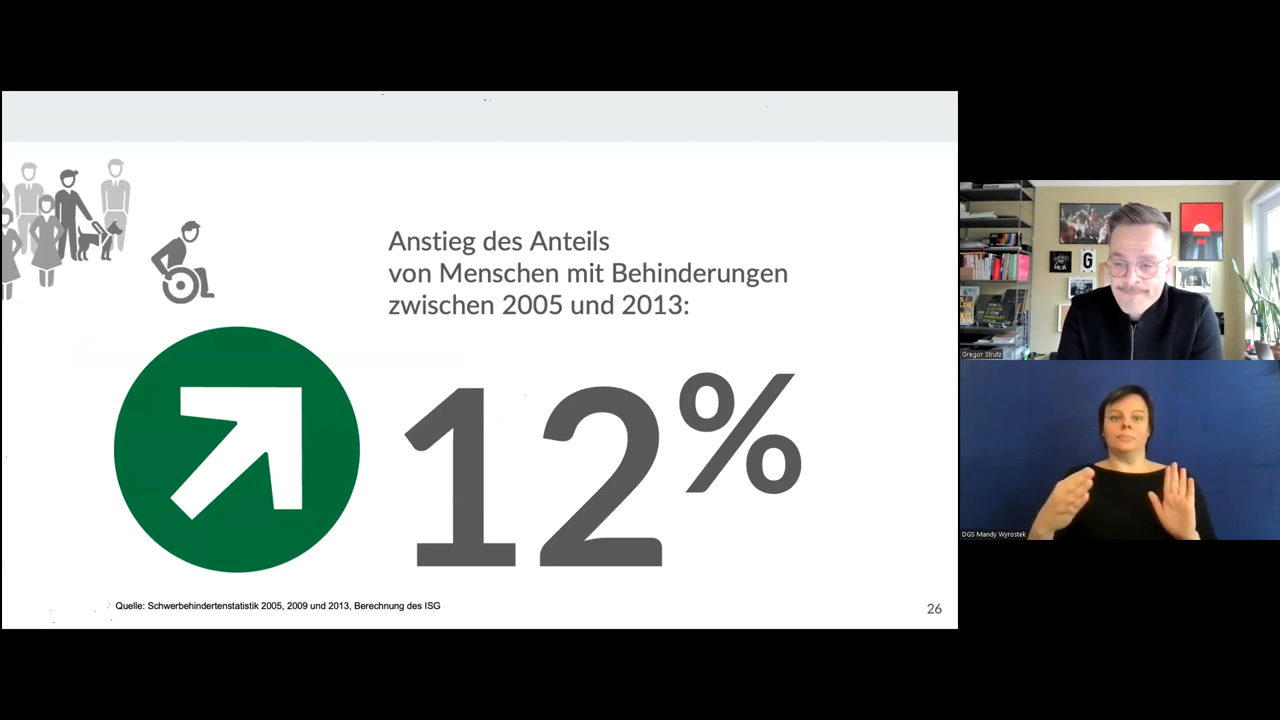 Anstieg des Anteils
von Menschen mit Behinderungen
zwischen 2005 und 2013:
12%
Quelle: Schwerbehindertenstatistik 2005, 2009 und 2013, Berechnung des ISG
26
G
Gregor Strutz
DGS Mandy Wyrostek